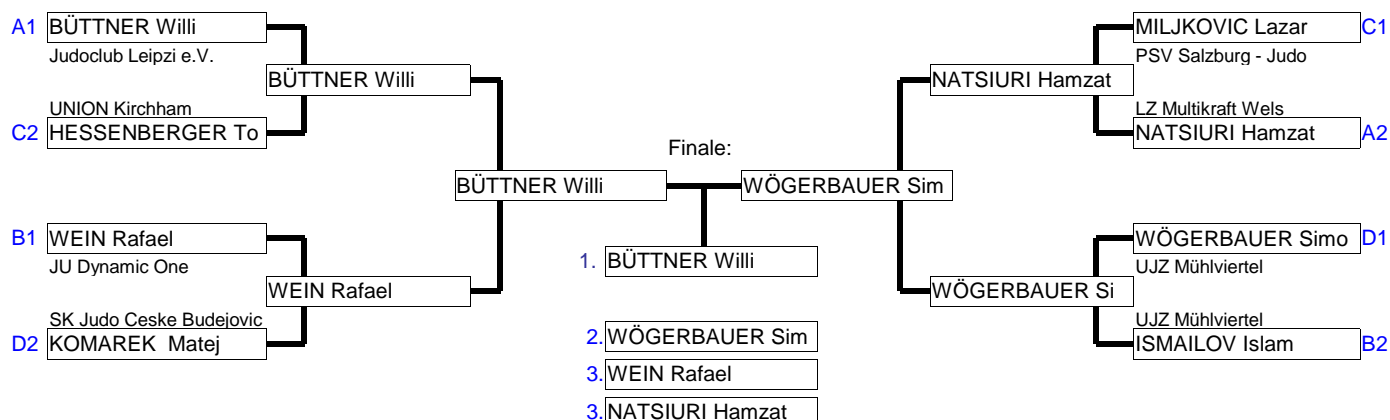 A1 BÜTTNER Willi
Judoclub Leipzi e.V.
BÜTTNER Willi
UNION Kirchham
C2 HESSENBERGER To
BÜTTNER Willi
B1 WEIN Rafael
JU Dynamic One
WEIN Rafael
SK Judo Ceske Budejovic
D2 KOMAREK Matej
Finale:
1. BÜTTNER Willi
2. WÖGERBAUER Sim
3. WEIN Rafael
3. NATSIURI Hamzat
WÖGERBAUER Sim
MILJKOVIC Lazar C1
PSV Salzburg - Judo
NATSIURI Hamzat
LZ Multikraft Wels
NATSIURI Hamzat A2
WÖGERBAUER Simo D1
UJZ Mühlviertel
WÖGERBAUER Si
UJZ Mühlviertel
ISMAILOV Islam B2